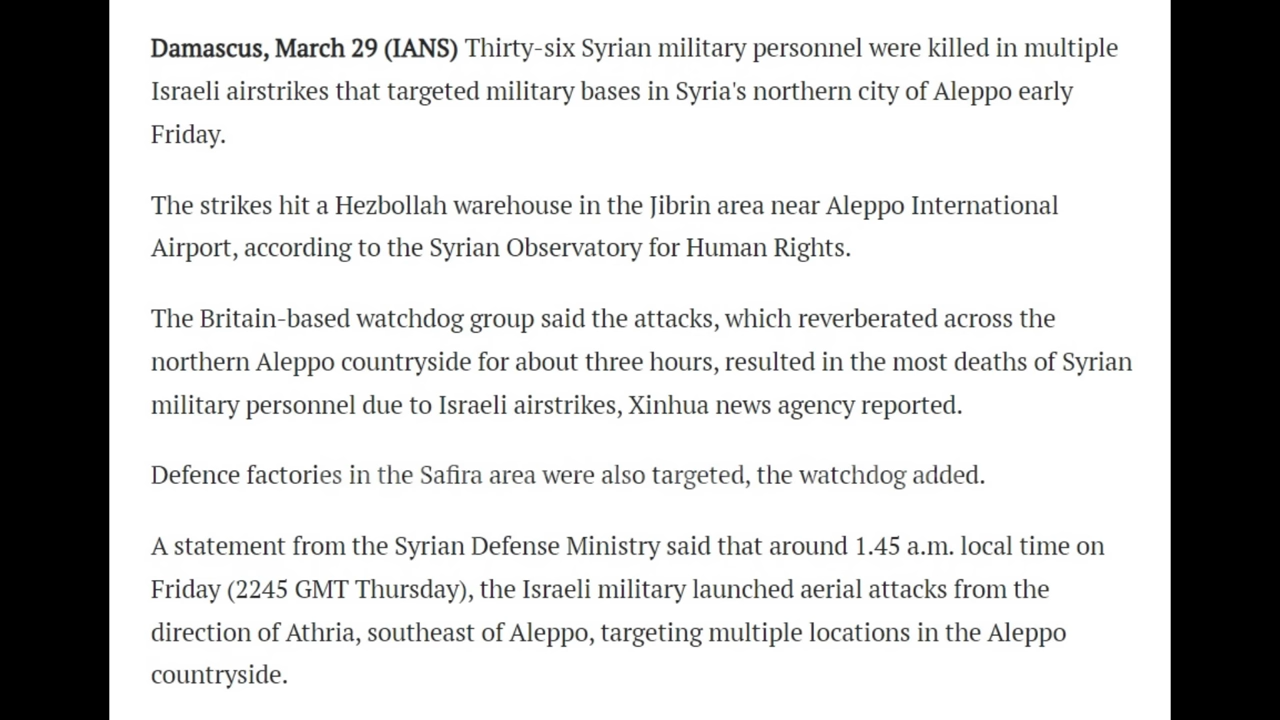 Damascus, March 29 (IANS) Thirty-six Syrian military personnel were killed in multiple
Israeli airstrikes that targeted military bases in Syria's northern city of Aleppo early
Friday.
The strikes hit a Hezbollah warehouse in the Jibrin area near Aleppo International
Airport, according to the Syrian Observatory for Human Rights.
The Britain-based watchdog group said the attacks, which reverberated across the
northern Aleppo countryside for about three hours, resulted in the most deaths of Syrian
military personnel due to Israeli airstrikes, Xinhua news agency reported.
Defence factories in the Safira area were also targeted, the watchdog added.
A statement from the Syrian Defense Ministry said that around 1.45 a.m. local time on
Friday (2245 GMT Thursday), the Israeli military launched aerial attacks from the
direction of Athria, southeast of Aleppo, targeting multiple locations in the Aleppo
countryside.